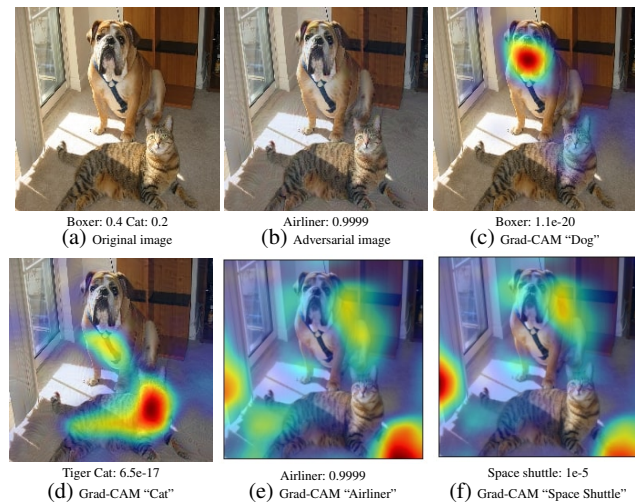 Boxer: 0.4 Cat: 0.2
(a) Original image
Airliner: 0.9999
(b) Adversarial image
Boxer: 1.1e-20
(c) Grad-CAM “Dog”
Tiger Cat: 6.5e-17
(d) Grad-CAM “Cat”
Airliner: 0.9999
(e) Grad-CAM “Airliner”
Space shuttle: 1e-5
(f) Grad-CAM “Space Shuttle”